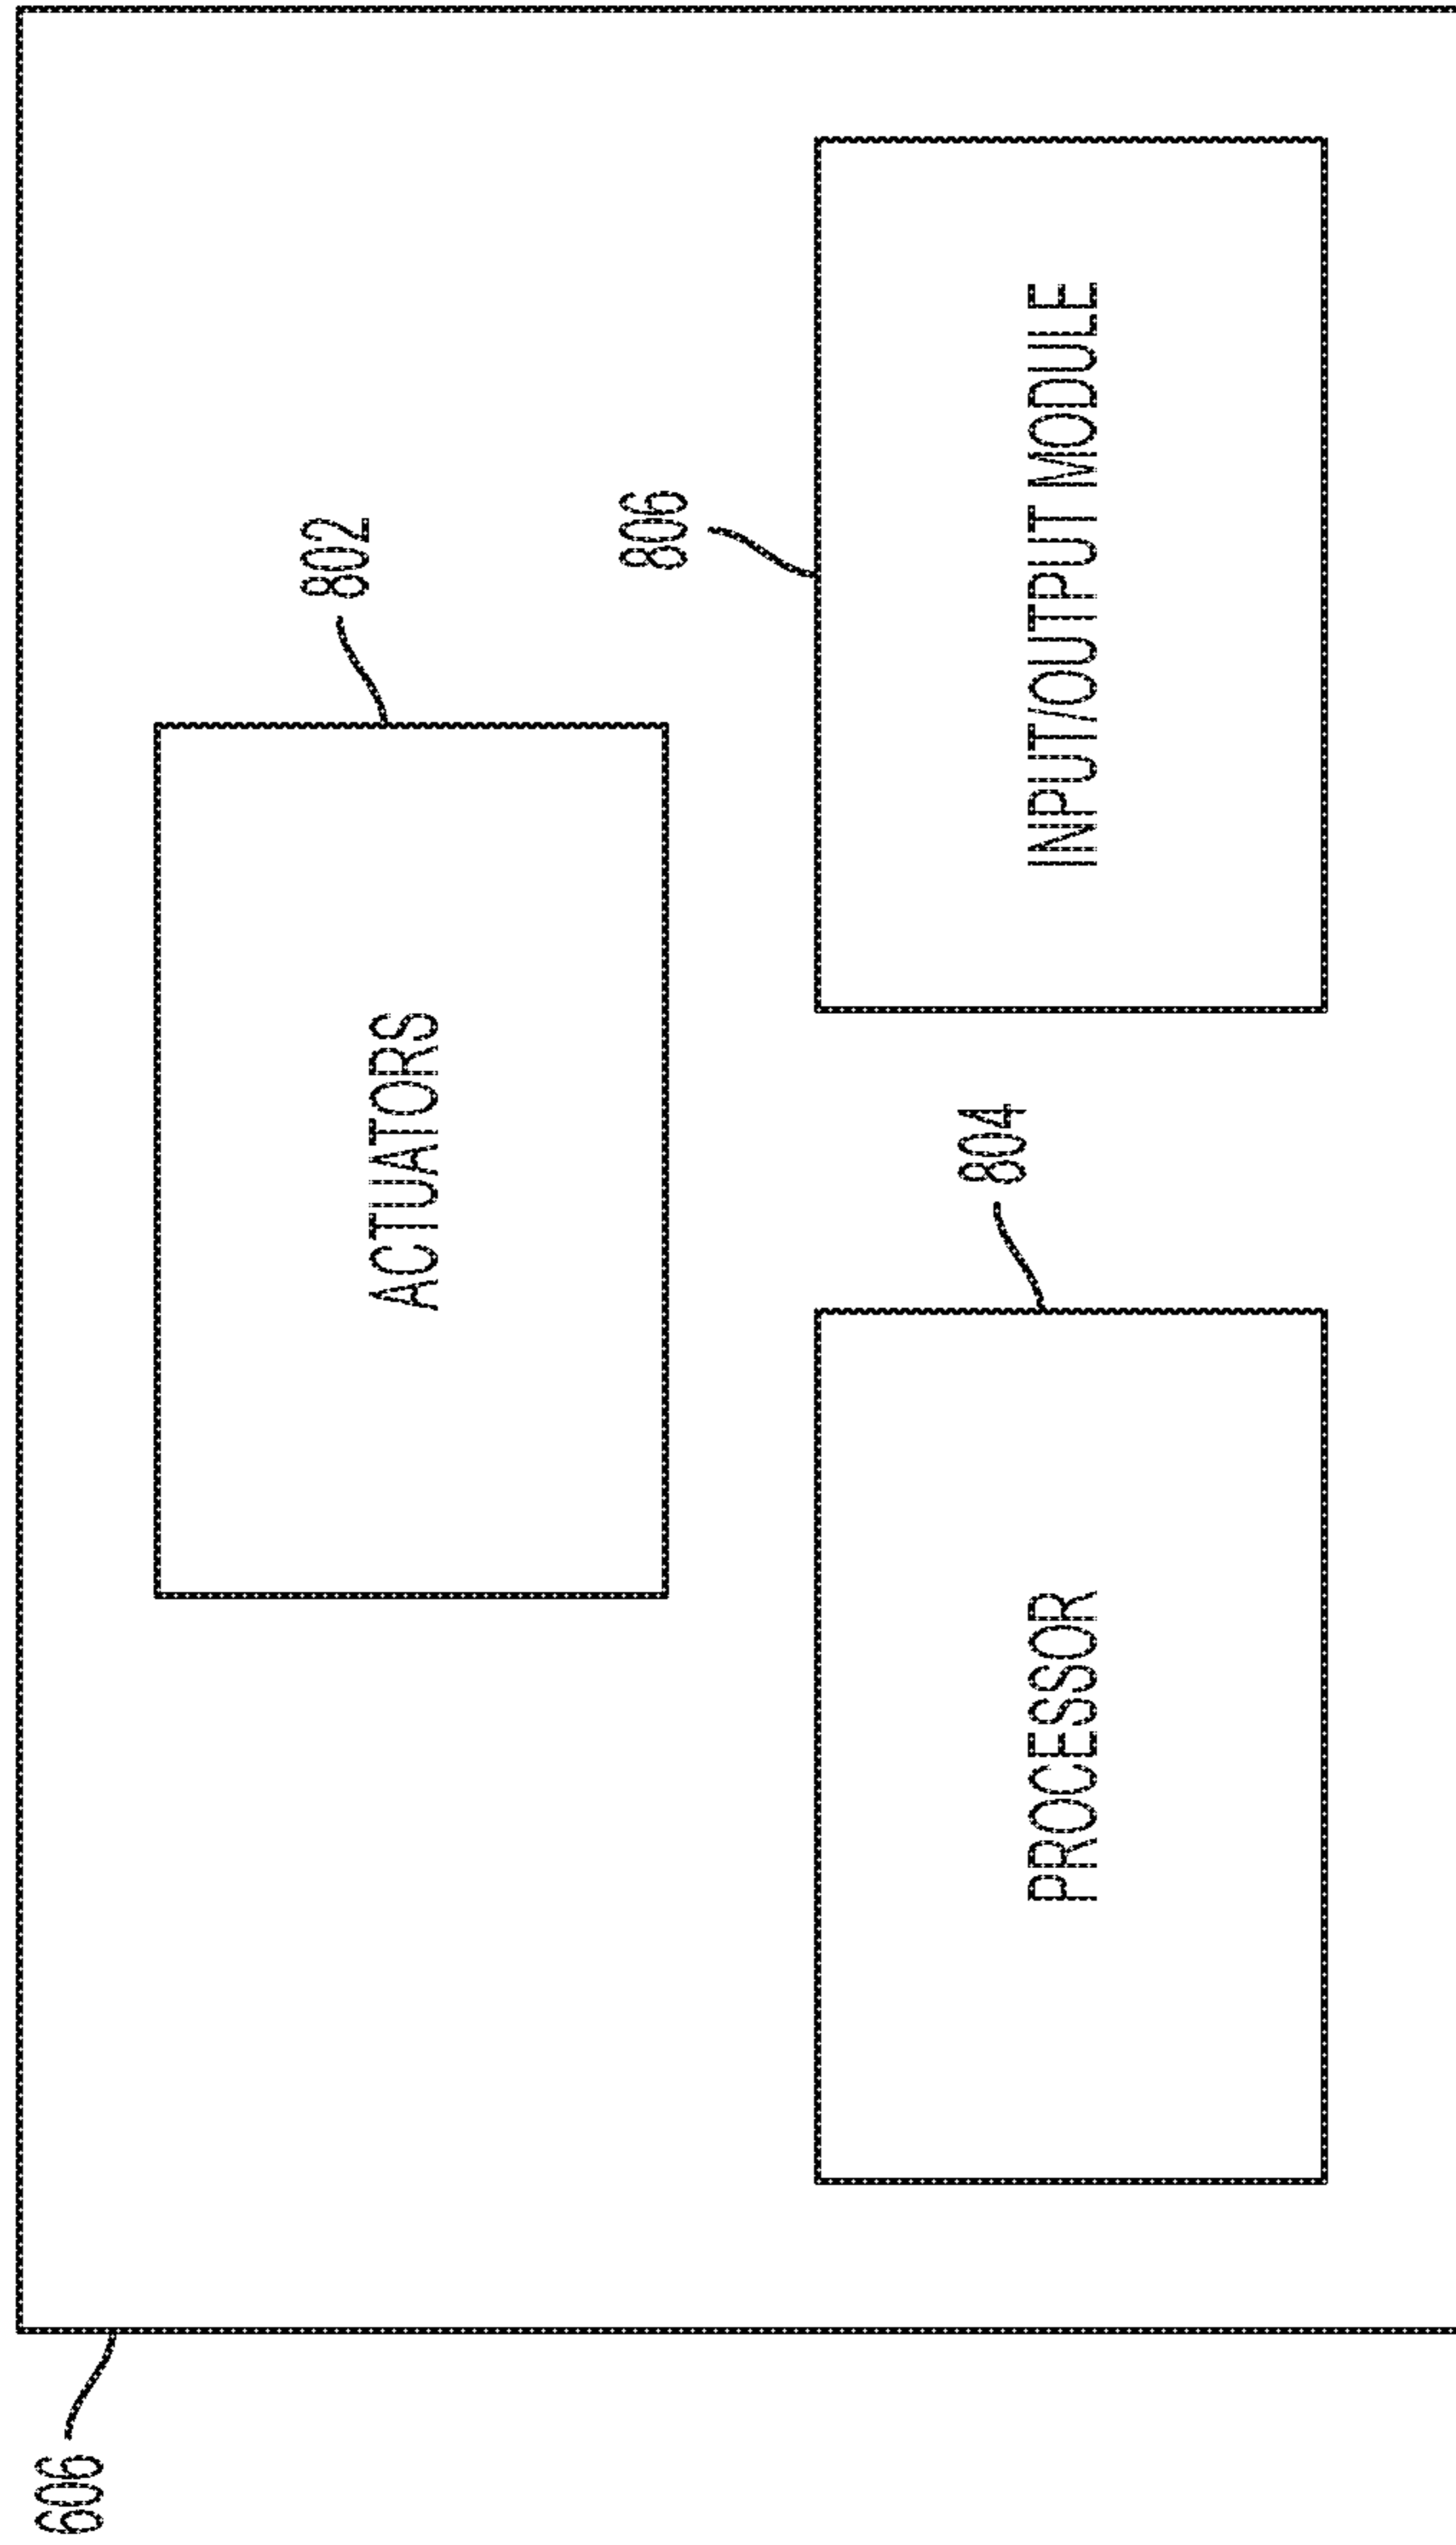 606
802
ACTUATORS
806
804
PROCESSOR
INPUT/OUTPUT MODULE